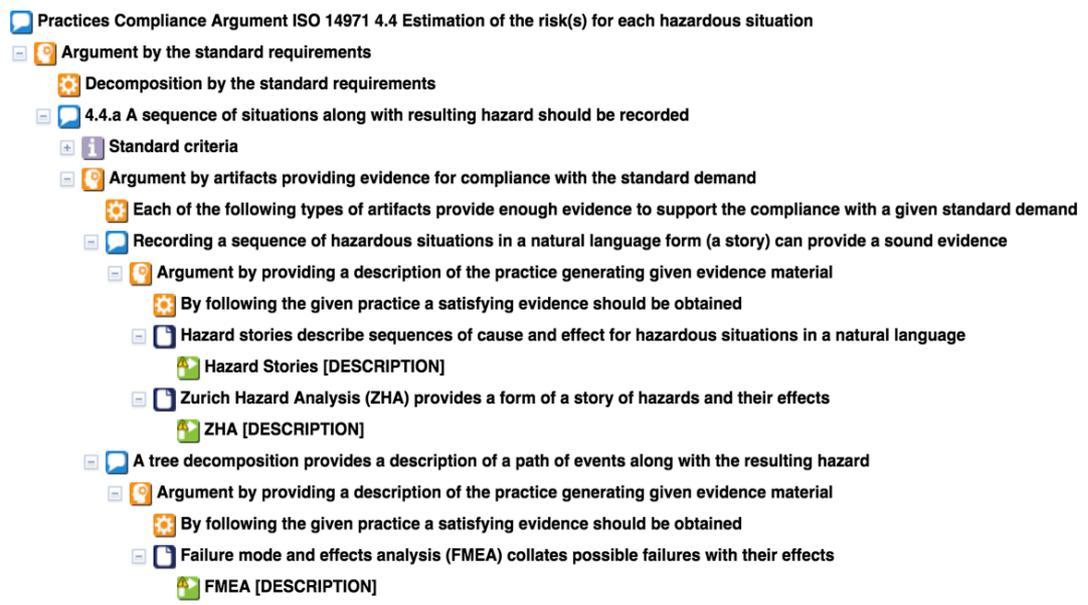 Practices Compliance Argument ISO 14971 4.4 Estimation of the risk(s) for each hazardous situation
Argument by the standard requirements
Decomposition by the standard requirements
4.4.a A sequence of situations along with resulting hazard should be recorded
Standard criteria
Argument by artifacts providing evidence for compliance with the standard demand
Each of the following types of artifacts provide enough evidence to support the compliance with a given standard demand
Recording a sequence of hazardous situations in a natural language form (a story) can provide a sound evidence
Argument by providing a description of the practice generating given evidence material
By following the given practice a satisfying evidence should be obtained
Hazard stories describe sequences of cause and effect for hazardous situations in a natural language
Hazard Stories [DESCRIPTION]
Zurich Hazard Analysis (ZHA) provides a form of a story of hazards and their effects
ZHA [DESCRIPTION]
A tree decomposition provides a description of a path of events along with the resulting hazard
Argument by providing a description of the practice generating given evidence material
By following the given practice a satisfying evidence should be obtained
Failure mode and effects analysis (FMEA) collates possible failures with their effects
FMEA [DESCRIPTION]